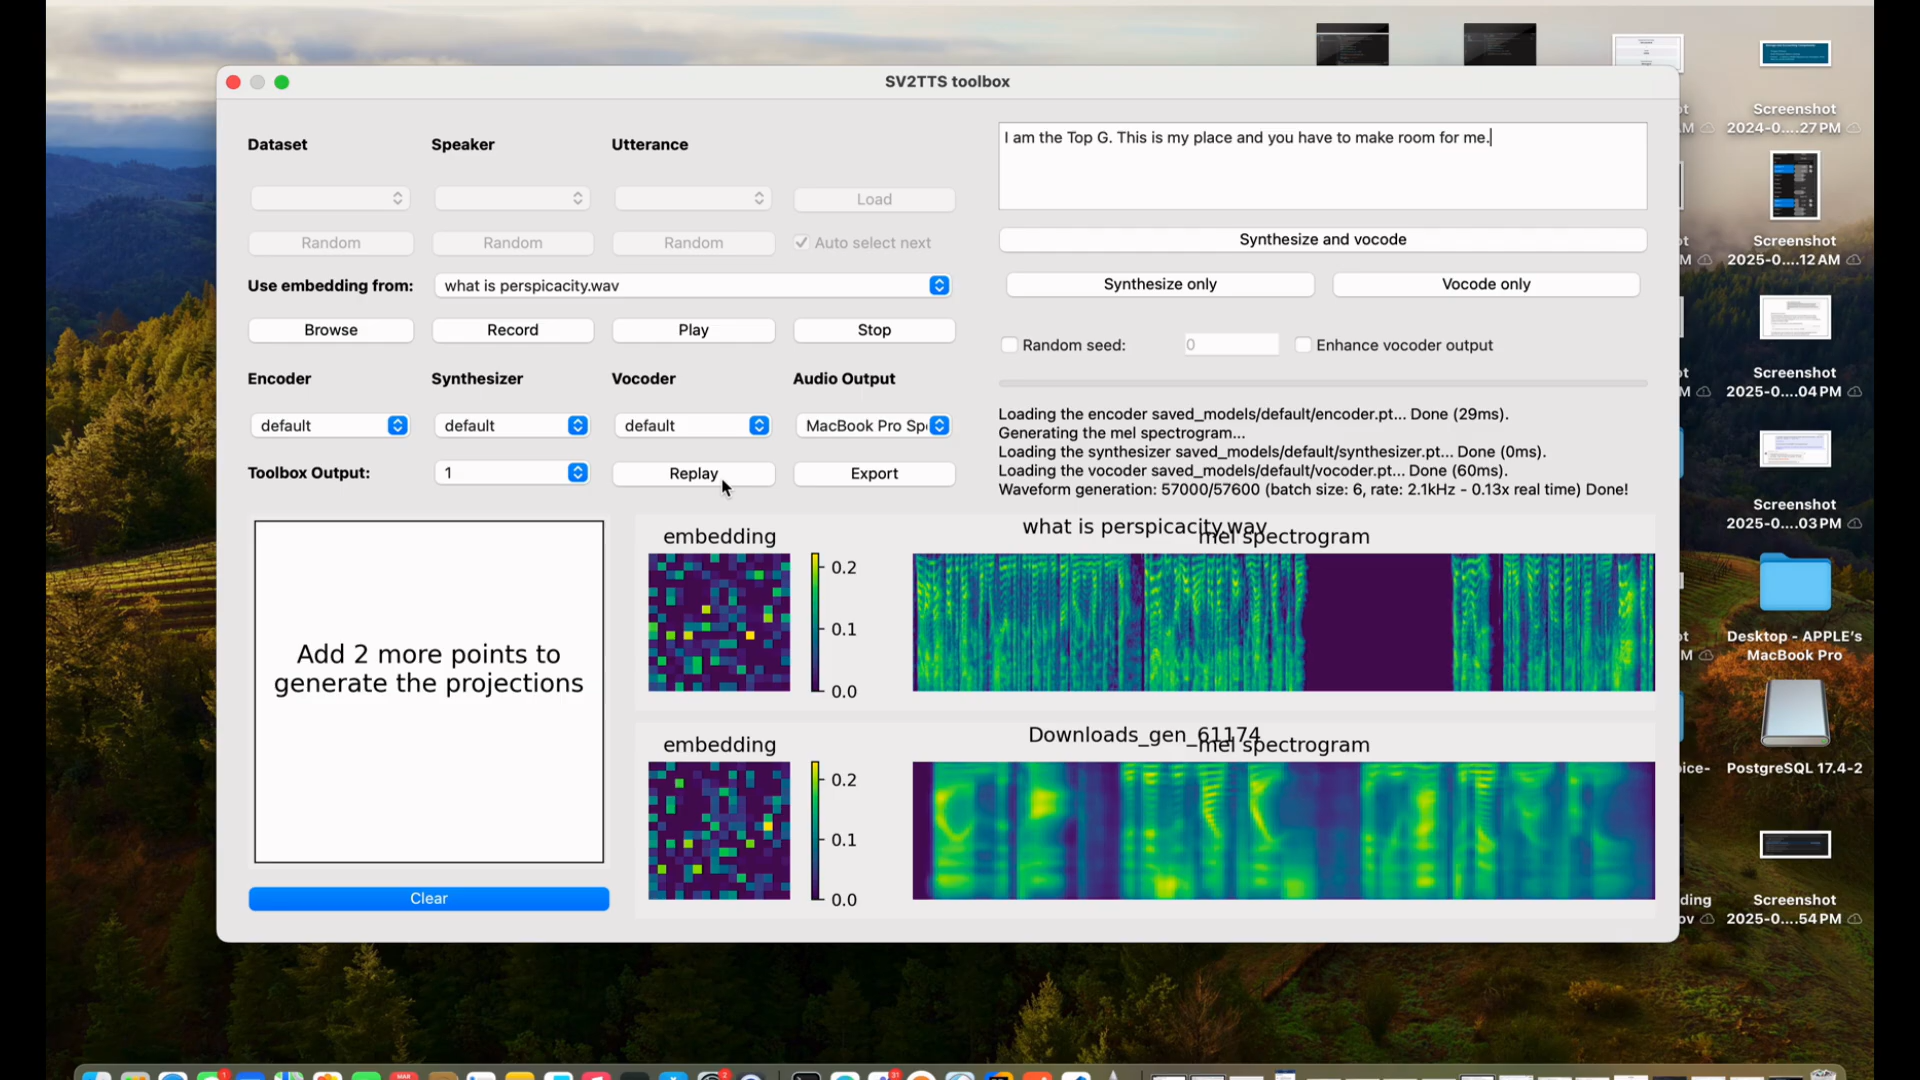 SV2TTS toolbox
Dataset
Speaker
Utterance
Load
Random
Random
Random
Auto select next
Use embedding from:
what is perspicacity.wav
Browse
Record
Play
Stop
Encoder
Synthesizer
Vocoder
Audio Output
default
default
default
MacBook Pro Sp
Toolbox Output:
1
Replay
Export
I am the Top G. This is my place and you have to make room for me.
Synthesize and vocode
Synthesize only
Vocode only
Random seed:
0
Enhance vocoder output
Loading the encoder saved_models/default/encoder.pt... Done (29ms).
Generating the mel spectrogram...
Loading the synthesizer saved_models/default/synthesizer.pt... Done (0ms).
Loading the vocoder saved_models/default/vocoder.pt... Done (60ms).
Waveform generation: 57000/57600 (batch size: 6, rate: 2.1kHz - 0.13x real time) Done!
Add 2 more points to
generate the projections
Clear
what is perspicacity.wav
embedding
mel spectrogram
0.2
0.1
0.0
Downloads_gen_61174
embedding
mel spectrogram
0.2
0.1
0.0
Screenshot
2024-0....27 PM
Screenshot
2025-0....12 AM
Screenshot
2025-0....04 PM
Screenshot
2025-0....03 PM
Desktop - APPLE's
MacBook Pro
PostgreSQL 17.4-2
Screenshot
2025-0....54 PM